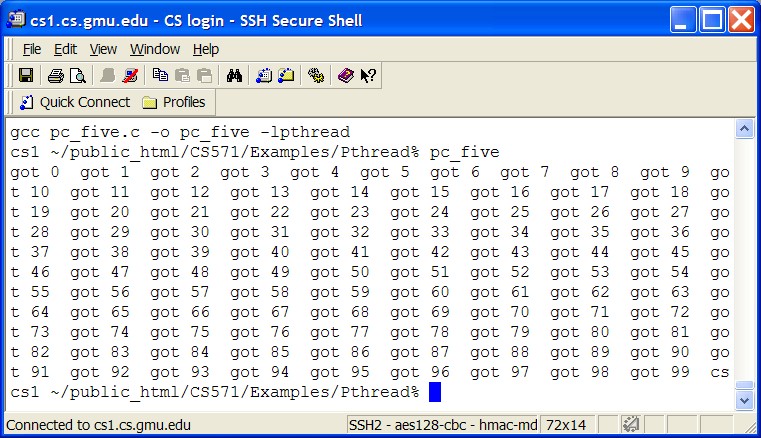 cs1.cs.gmu.edu - CS login - SSH Secure Shell
File Edit View Window Help
Quick Connect Profiles
gcc pc_five.c -o pc_five -lpthread
cs1 ~/public_html/CS571/Examples/Pthread% pc_five
got 0  got 1  got 2  got 3  got 4  got 5  got 6  got 7  got 8  got 9  go
t 10  got 11  got 12  got 13  got 14  got 15  got 16  got 17  got 18  go
t 19  got 20  got 21  got 22  got 23  got 24  got 25  got 26  got 27  go
t 28  got 29  got 30  got 31  got 32  got 33  got 34  got 35  got 36  go
t 37  got 38  got 39  got 40  got 41  got 42  got 43  got 44  got 45  go
t 46  got 47  got 48  got 49  got 50  got 51  got 52  got 53  got 54  go
t 55  got 56  got 57  got 58  got 59  got 60  got 61  got 62  got 63  go
t 64  got 65  got 66  got 67  got 68  got 69  got 70  got 71  got 72  go
t 73  got 74  got 75  got 76  got 77  got 78  got 79  got 80  got 81  go
t 82  got 83  got 84  got 85  got 86  got 87  got 88  got 89  got 90  go
t 91  got 92  got 93  got 94  got 95  got 96  got 97  got 98  got 99  cs
cs1 ~/public_html/CS571/Examples/Pthread%
Connected to cs1.cs.gmu.edu SSH2 - aes128-cbc - hmac-md 72x14